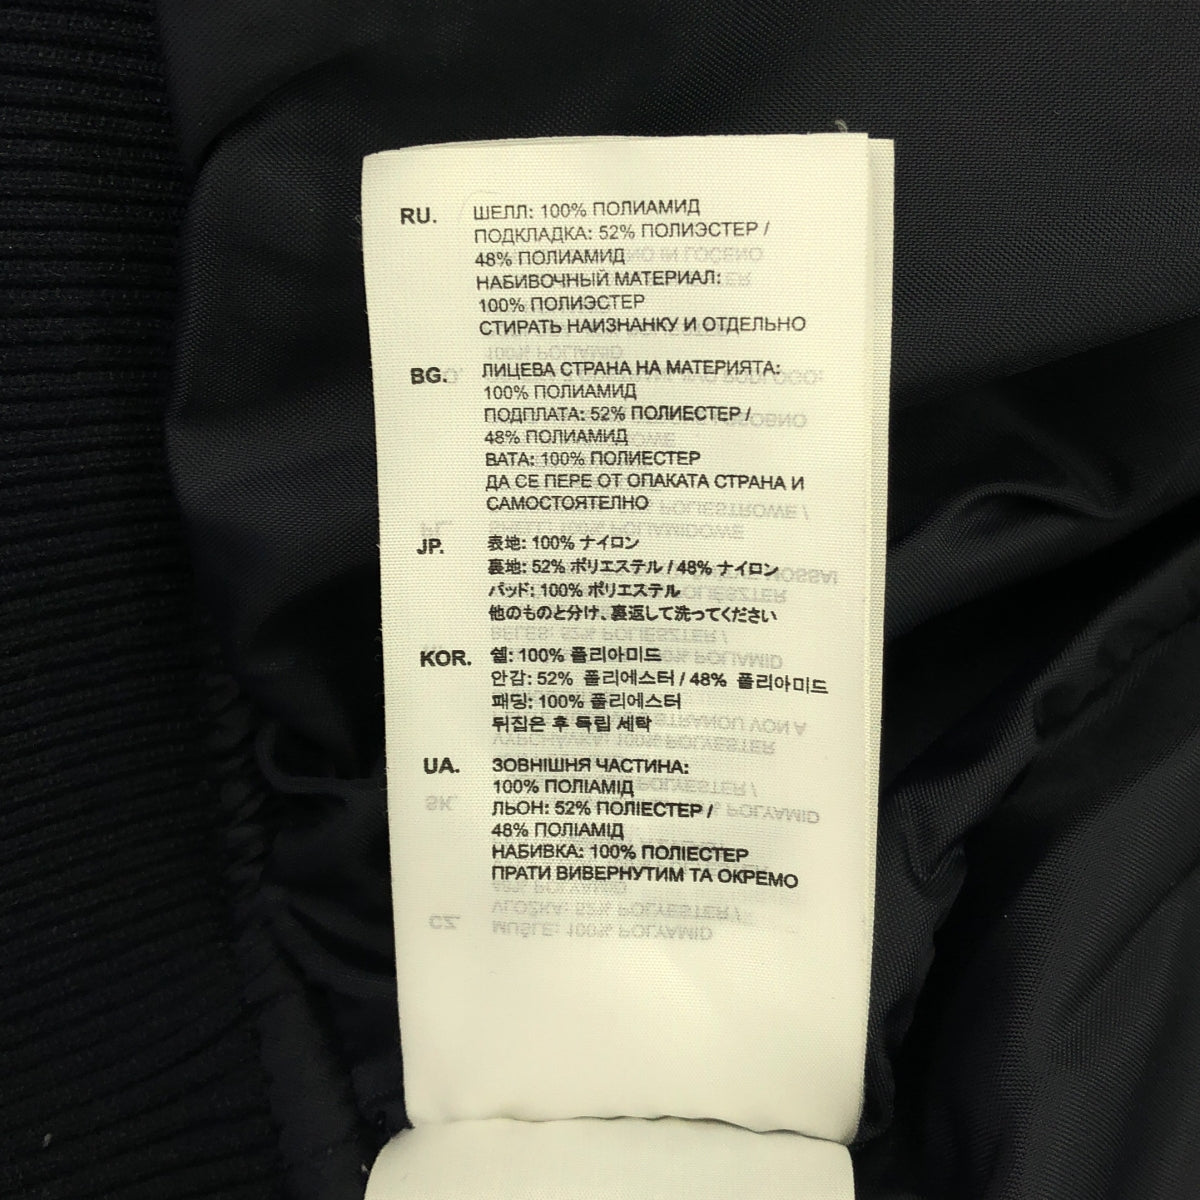 RU. ШЕЛЛ: 100% ПОЛИАМИД
ПОДКЛАДКА: 52% ПОЛИЭСТЕР /
48% ПОЛИАМИД
НАБИВОЧНЫЙ МАТЕРИАЛ:
100% ПОЛИЭСТЕР
СТИРАТЬ НАИЗНАНКУ И ОТДЕЛЬНО
BG. ЛИЦЕВА СТРАНА НА МАТЕРИЯТА:
100% ПОЛИАМИД
ПОДПЛАТА: 52% ПОЛИЕСТЕР /
48% ПОЛИАМИД
ВАТА: 100% ПОЛИЕСТЕР
ДА СЕ ПЕРЕ ОТ ОПАКАТА СТРАНА И
САМОСТОЯТЕЛНО
JP. 表地: 100% ナイロン
裏地: 52% ポリエステル / 48% ナイロン
パッド: 100% ポリエステル
他のものと分け、裏返して洗ってください
KOR. 쉘: 100% 폴리아미드
안감: 52% 폴리에스터 / 48% 폴리아미드
패딩: 100% 폴리에스터
뒤집은 후 독립 세탁
UA. ЗОВНІШНЯ ЧАСТИНА:
100% ПОЛІАМІД
ЛЬОН: 52% ПОЛІЕСТЕР /
48% ПОЛІАМІД
НАБИВКА: 100% ПОЛІЕСТЕР
ПРАТИ ВИВЕРНУТИМ ТА ОКРЕМО